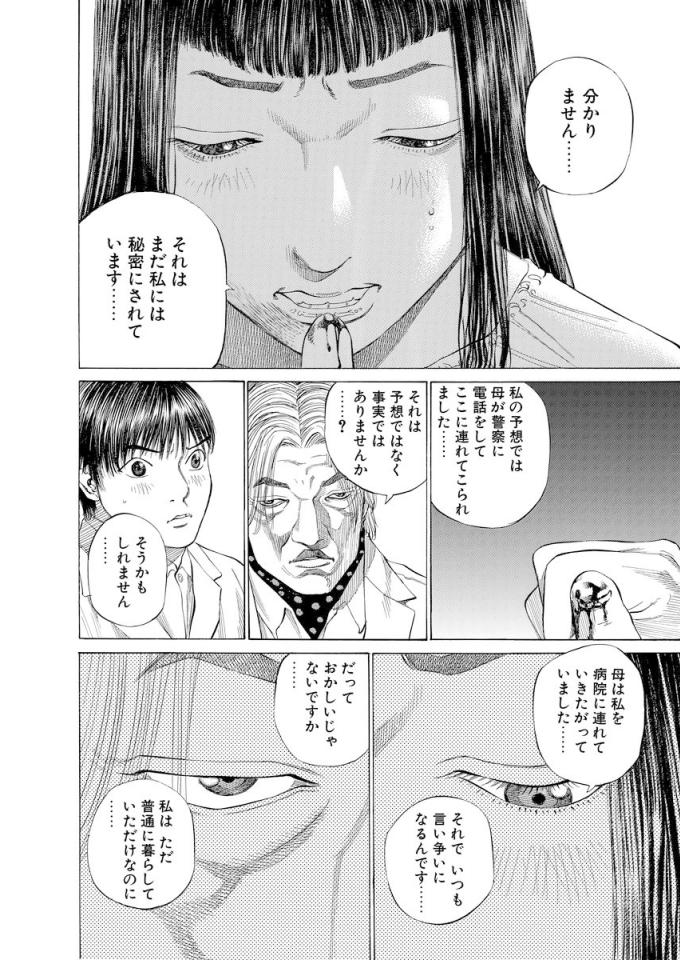 分かり
ません……
それは
まだ私には
秘密にされて
います……
私の予想では
母が警察に
電話をして
ここに連れてこられ
ました……
それは
予想ではなく
事実では
ありませんか
……?
そうかも
しれません
母は私を
病院に連れて
いきたがって
いました……
それで いつも
言い争いに
なるんです……
だって
おかしいじゃ
ないですか
……
私は ただ
普通に暮らして
いただけなのに